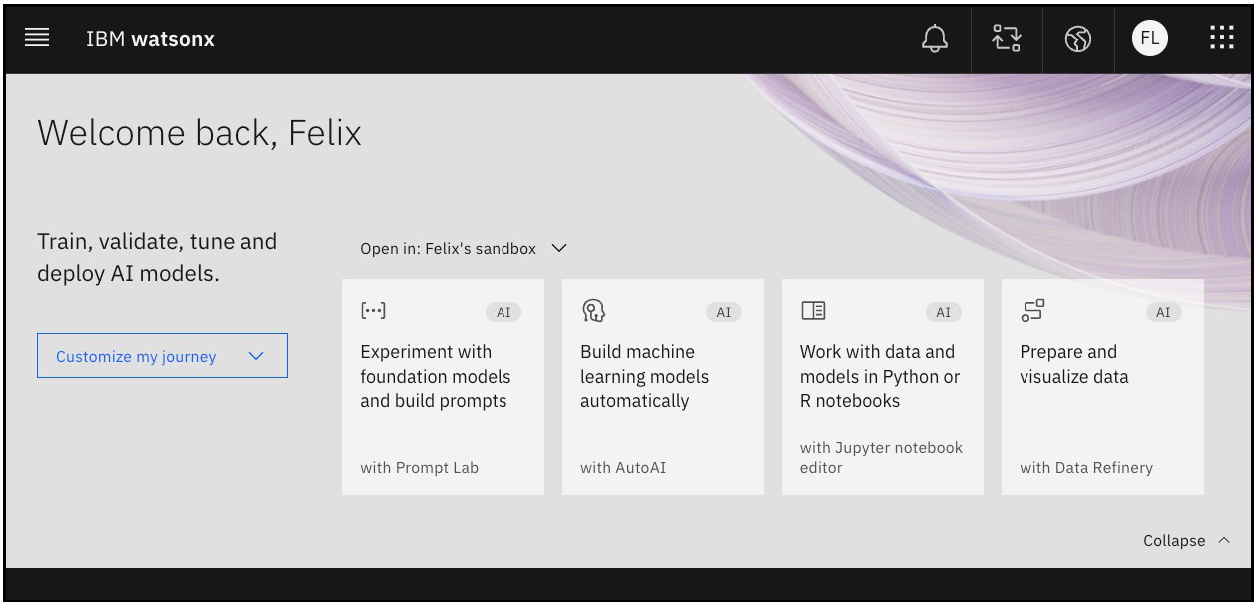 IBM watsonx
FL
Welcome back, Felix
Train, validate, tune and
deploy AI models.
Customize my journey
Open in: Felix's sandbox
AI
Experiment with
foundation models
and build prompts
with Prompt Lab
AI
Build machine
learning models
automatically
with AutoAI
AI
Work with data and
models in Python or
R notebooks
with Jupyter notebook
editor
AI
Prepare and
visualize data
with Data Refinery
Collapse